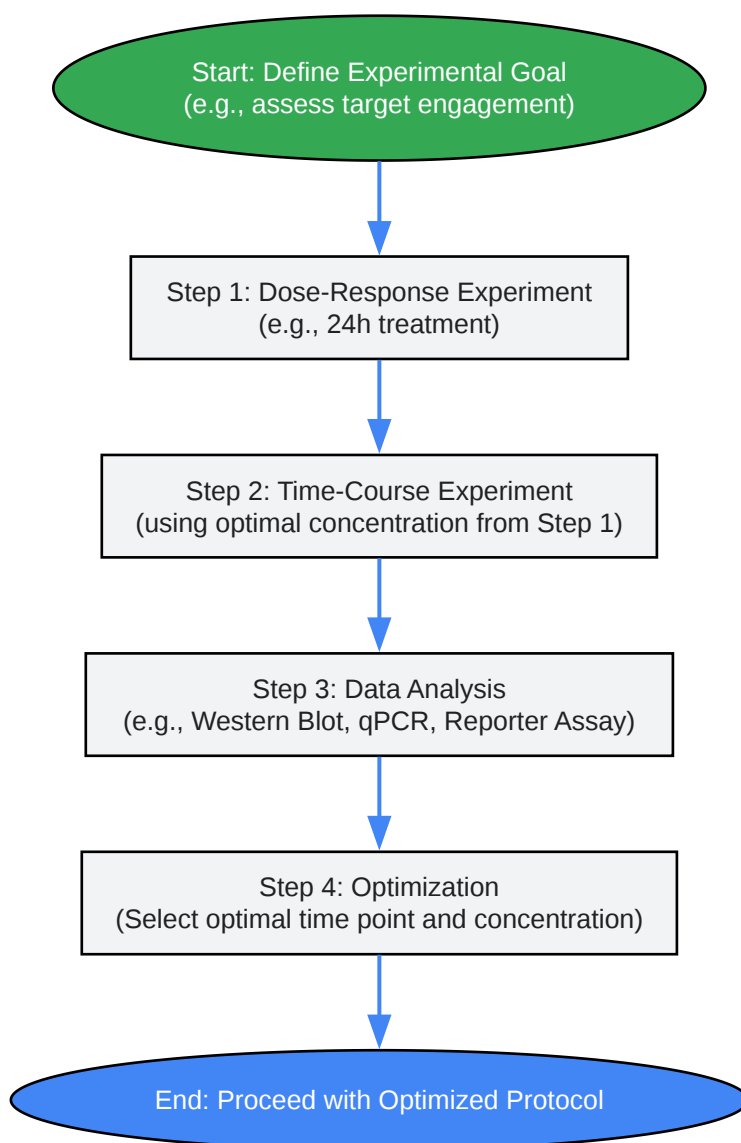 Start: Define Experimental Goal
(e.g., assess target engagement)
Step 1: Dose-Response Experiment
(e.g., 24h treatment)
Step 2: Time-Course Experiment
(using optimal concentration from Step 1)
Step 3: Data Analysis
(e.g., Western Blot, qPCR, Reporter Assay)
Step 4: Optimization
(Select optimal time point and concentration)
End: Proceed with Optimized Protocol